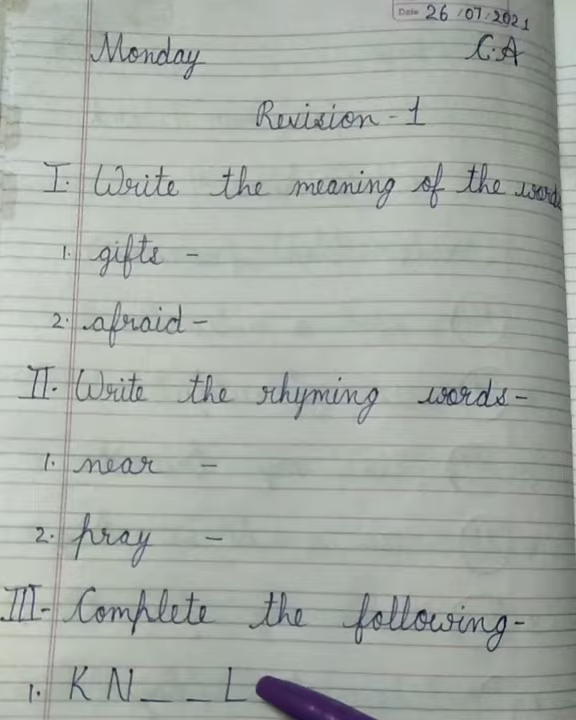 Date 26/07/2021
Monday C.A
Revision - 1
I. Write the meaning of the words
1. gifts -
2. afraid -
II. Write the rhyming words -
1. near -
2. pray -
III. Complete the following -
1. K N _ _ L